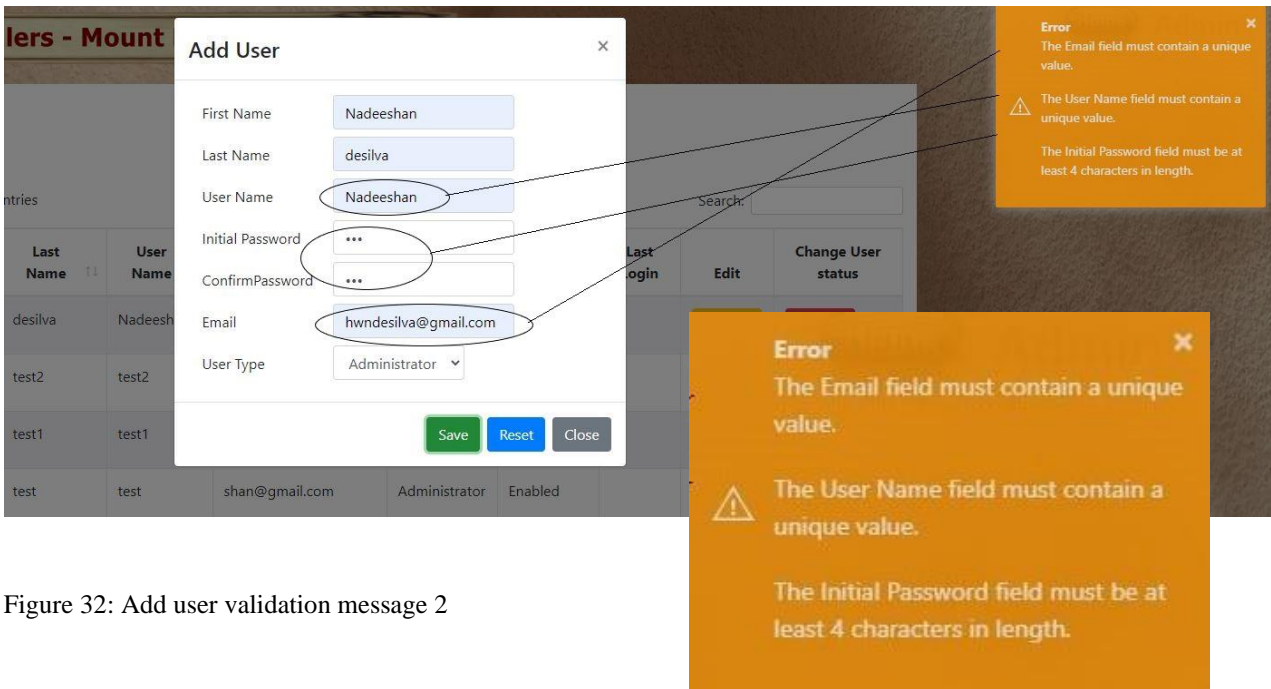 lers - Mount
Add User
×
First Name
Nadeeshan
Last Name
desilva
User Name
Nadeeshan
Initial Password
•••
ConfirmPassword
•••
Email
hwndesilva@gmail.com
User Type
Administrator
Save
Reset
Close
Error
×
The Email field must contain a unique
value.
The User Name field must contain a
unique value.
The Initial Password field must be at
least 4 characters in length.
ntries
Search:
Last Name
User Name
Last
ogin
Edit
Change User status
desilva
Nadeesh
test2
test2
test1
test1
test
test
shan@gmail.com
Administrator
Enabled
Error
×
The Email field must contain a unique
value.
The User Name field must contain a
unique value.
The Initial Password field must be at
least 4 characters in length.
Figure 32: Add user validation message 2